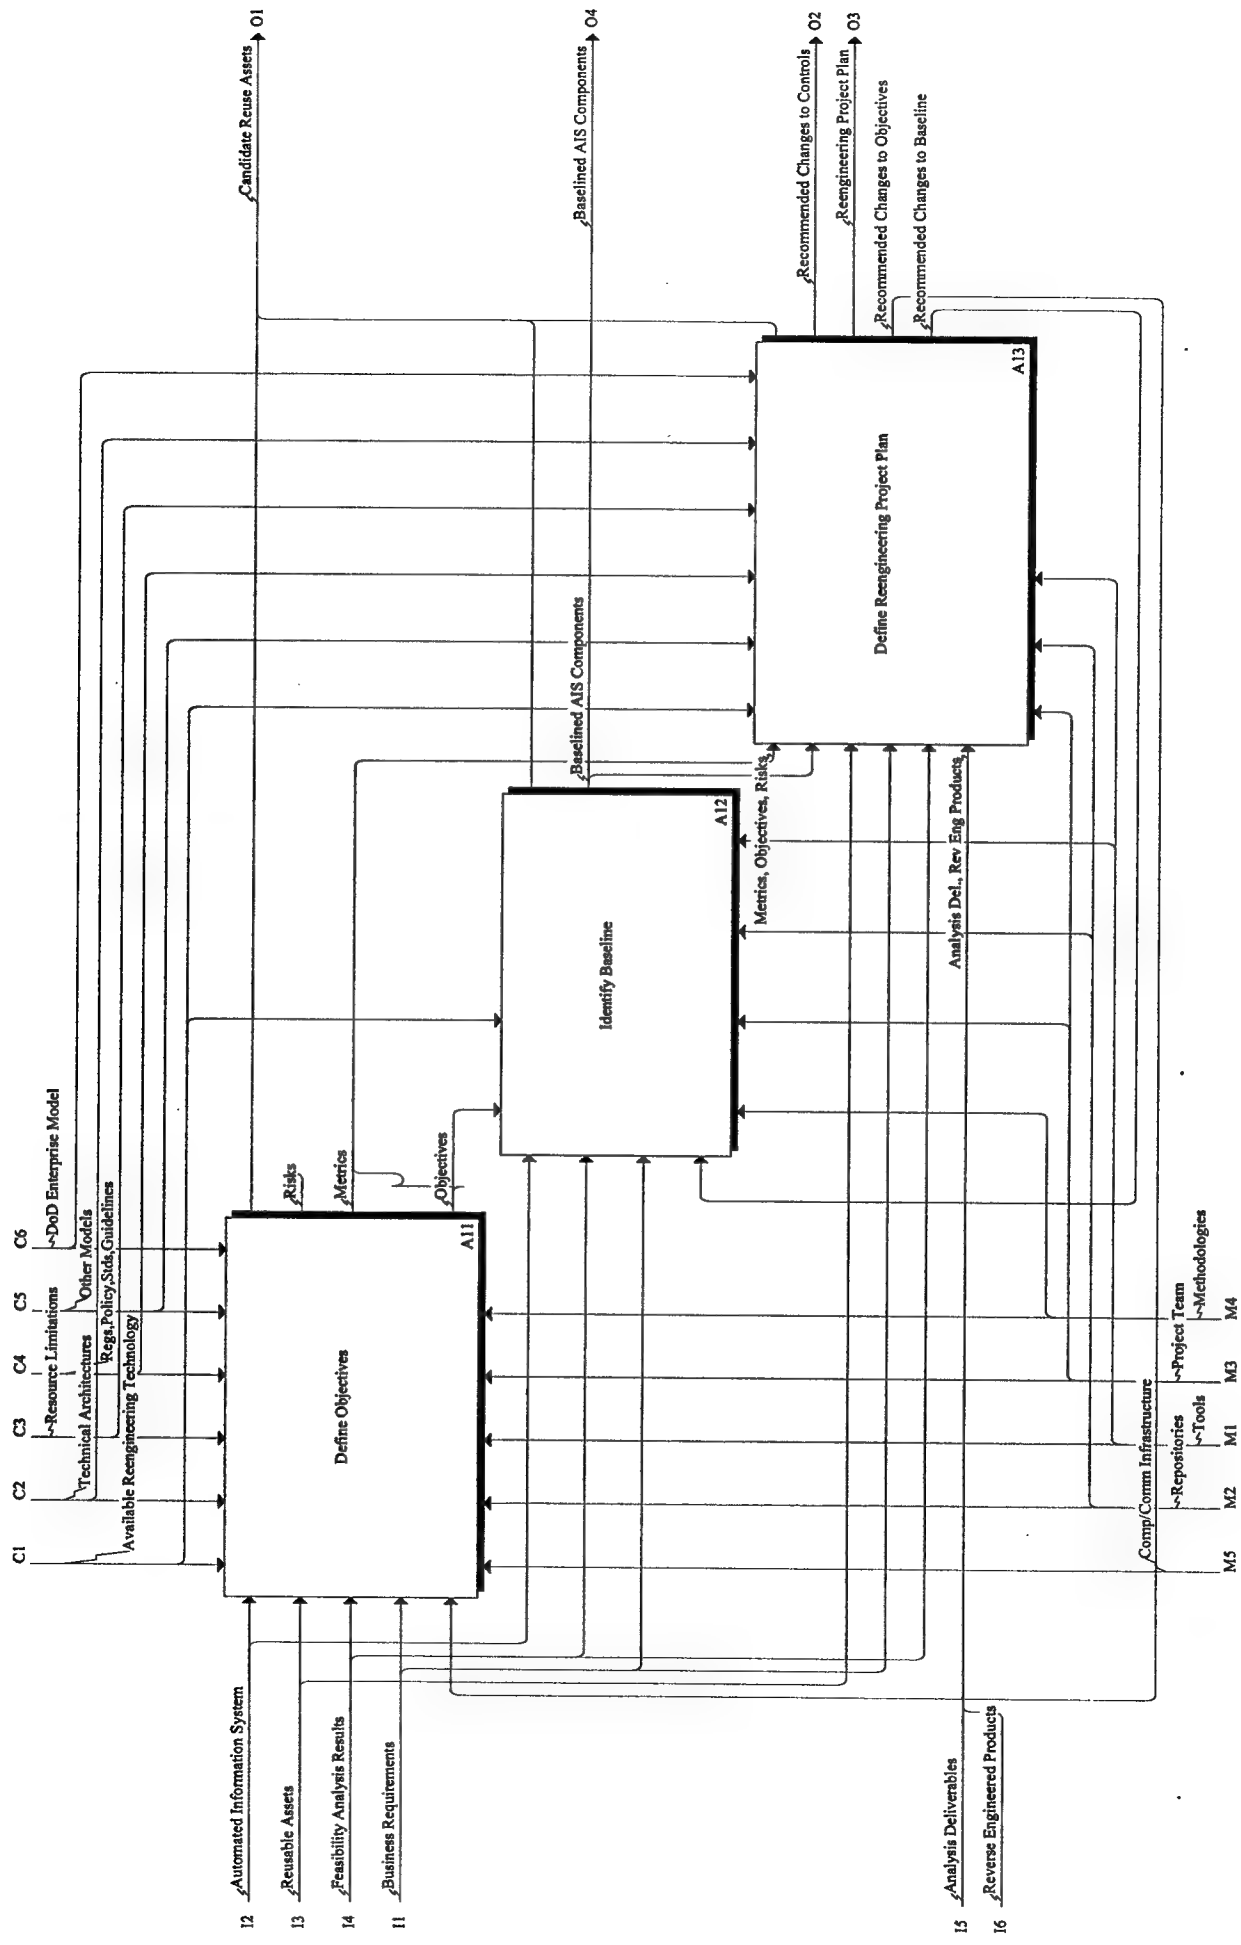 C1
C2
C3
C4
C5
C6
Available Reengineering Technology
Technical Architectures
Resource Limitations
Regs,Policy,Stds,Guidelines
Other Models
DoD Enterprise Model
I2
Automated Information System
I3
Reusable Assets
I4
Feasibility Analysis Results
I1
Business Requirements
Define Objectives
A11
Risks
Metrics
Objectives
Candidate Reuse Assets
O1
Identify Baseline
A12
Baselined AIS Components
Baselined AIS Components
O4
Metrics, Objectives, Risks
Analysis Del., Rev Eng Products
Define Reengineering Project Plan
A13
Recommended Changes to Controls
O2
Reengineering Project Plan
O3
Recommended Changes to Objectives
Recommended Changes to Baseline
I5
Analysis Deliverables
I6
Reverse Engineered Products
Comp/Comm Infrastructure
Repositories
Tools
Project Team
Methodologies
M5
M2
M1
M3
M4